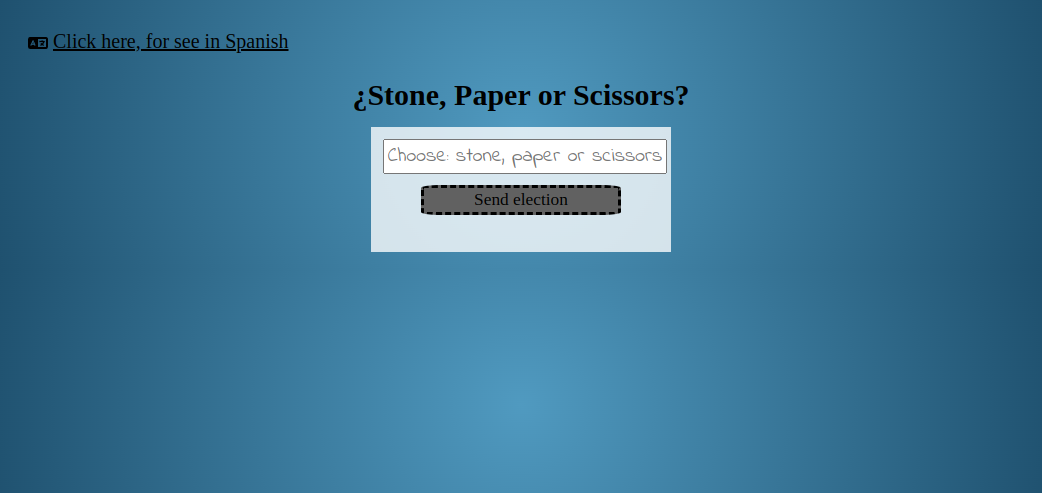 Click here, for see in Spanish
¿Stone, Paper or Scissors?
Choose: stone, paper or scissors
Send election